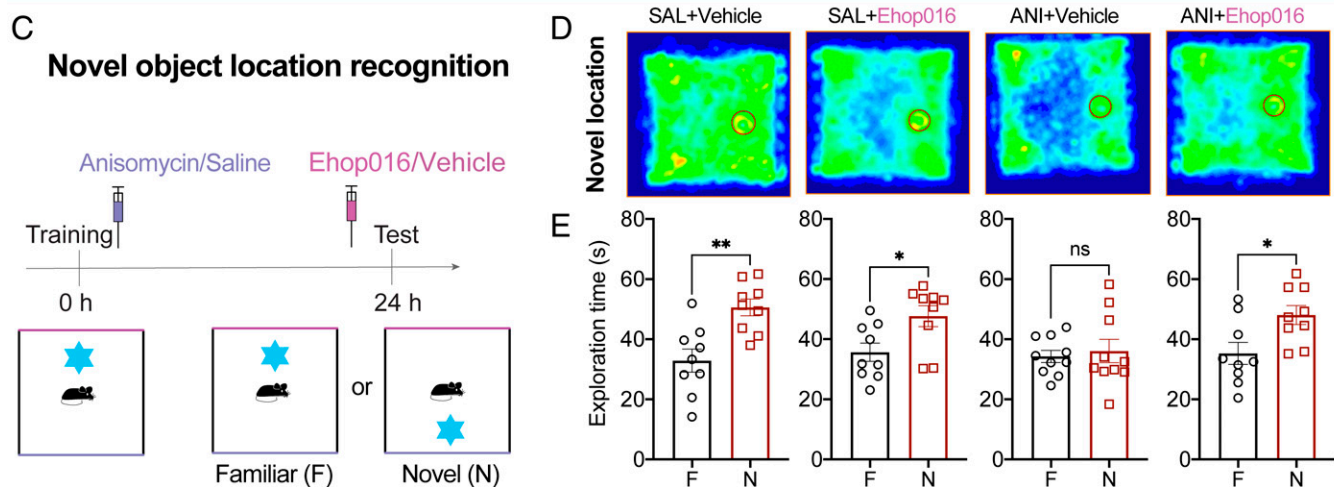 C
Novel object location recognition
Anisomycin/Saline
Ehop016/Vehicle
Training
Test
0 h
24 h
or
Familiar (F)
Novel (N)
D
SAL+Vehicle
SAL+Ehop016
ANI+Vehicle
ANI+Ehop016
Novel location
E
Exploration time (s)
80
60
40
20
0
**
F
N
80
60
40
20
0
*
F
N
80
60
40
20
0
ns
F
N
80
60
40
20
0
*
F
N